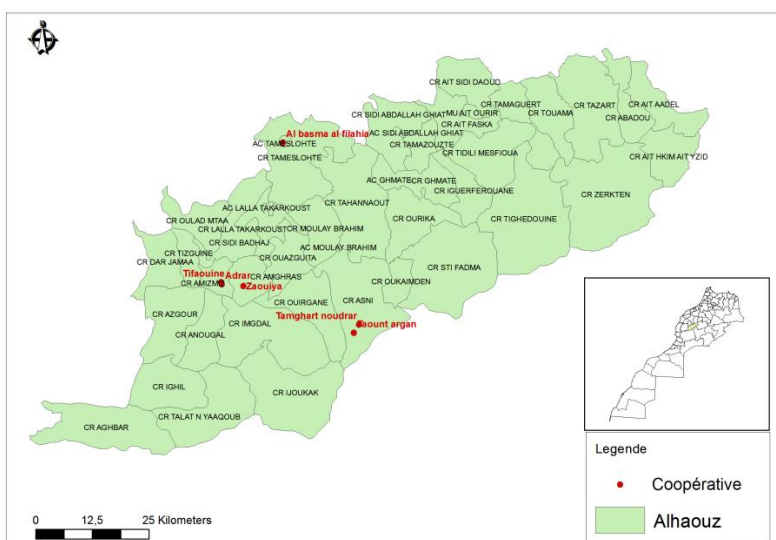 CR AIT SIDI DAOUD
CR TAMAGUERT
CR TAZART
CR AIT AADEL
CR SIDI ABDALLAH GHIAT
MU AIT OURIR
CR TOUAMA
CR ABADOU
CR AIT FASKA
Al basma al filahia
AC SIDI ABDALLAH GHIAT
AC TAMESLOHTE
CR TAMAZOUZTE
CR TAMESLOHTE
CR TIDILI MESFIOUA
CR AIT HKIM AIT YZID
AC GHMATE
CR GHMATE
CR IGUERFEROUANE
CR ZERKTEN
CR TAHANNAOUT
AC LALLA TAKARKOUST
CR OULAD MTAA
CR OURIKA
CR TIGHEDOUINE
CR LALLA TAKARKOUST
CR MOULAY BRAHIM
CR SIDI BADHAJ
AC MOULAY BRAHIM
CR TIZGUINE
CR OUAZGUITA
CR DAR JAMAA
CR STI FADMA
Tifaouine
Adrar
CR AMGHRAS
CR OUKAIMDEN
CR AMIZM
Zaouiya
CR OUIRGANE
CR ASNI
CR AZGOUR
Tamghart noudrar
Taount argan
CR IMGDAL
CR ANOUGAL
CR IGHIL
CR IJOUKAK
CR TALAT N YAAQOUB
CR AGHBAR
Legende
Coopérative
Alhaouz
0 12,5 25 Kilometers